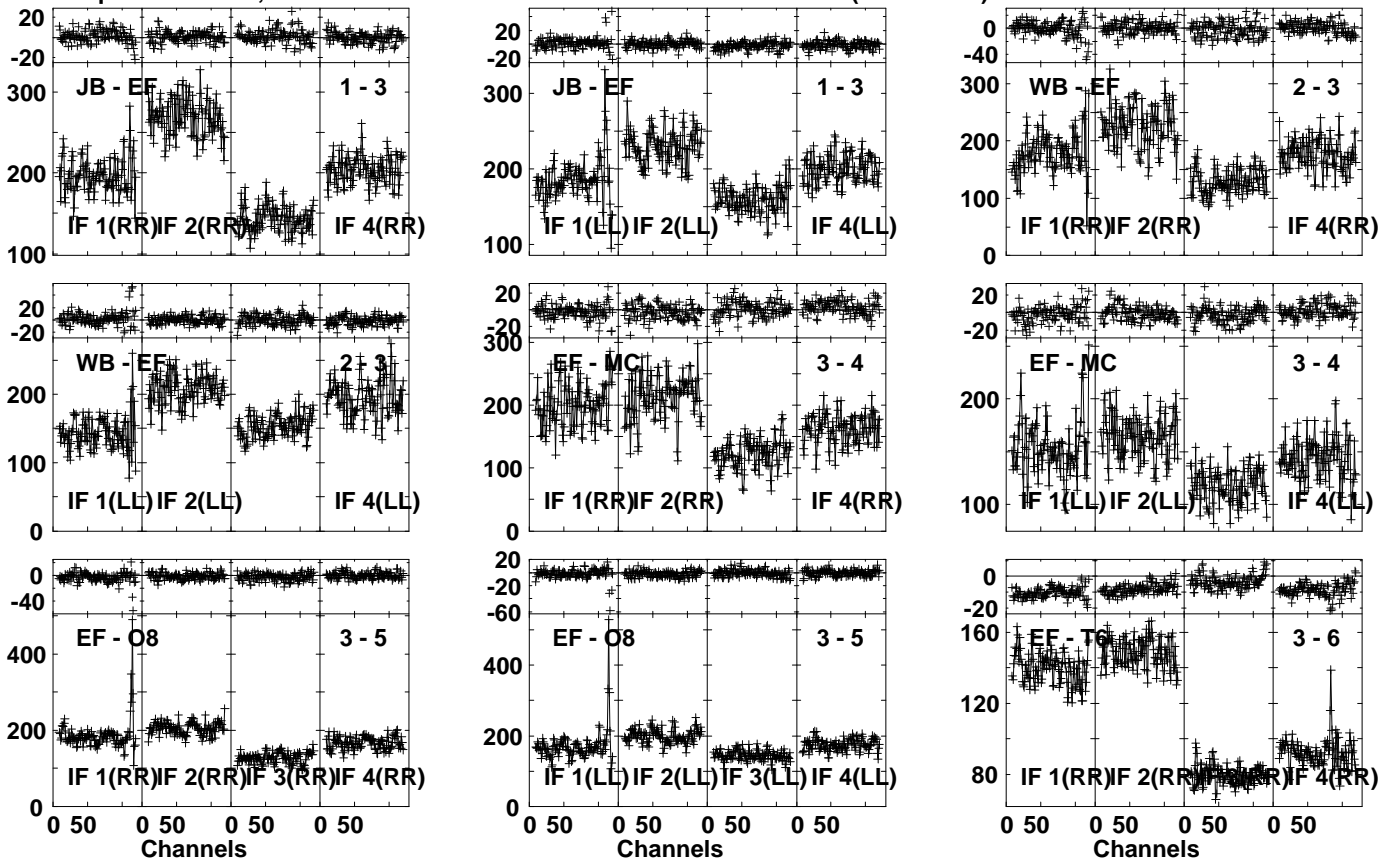 20
-20
JB - EF
1 - 3
300
200
100
IF 1(RR) IF 2(RR) IF 4(RR)
20
-20
JB - EF
1 - 3
300
200
100
IF 1(LL) IF 2(LL) IF 4(LL)
0
-40
WB - EF
2 - 3
300
200
100
0
IF 1(RR) IF 2(RR) IF 4(RR)
20
-20
WB - EF
2 - 3
200
100
0
IF 1(LL) IF 2(LL) IF 4(LL)
20
-20
EF - MC
3 - 4
300
200
100
0
IF 1(RR) IF 2(RR) IF 4(RR)
20
0
-20
EF - MC
3 - 4
200
100
IF 1(LL) IF 2(LL) IF 4(LL)
0
-40
EF - O8
3 - 5
400
200
0
IF 1(RR) IF 2(RR) IF 3(RR) IF 4(RR)
0 50 0 50 0 50 0 50
Channels
20
-20
-60
EF - O8
3 - 5
400
200
0
IF 1(LL) IF 2(LL) IF 3(LL) IF 4(LL)
0 50 0 50 0 50 0 50
Channels
0
-20
EF - T6
3 - 6
160
120
80
IF 1(RR) IF 2(RR) IF 4(RR)
0 50 0 50 0 50 0 50
Channels